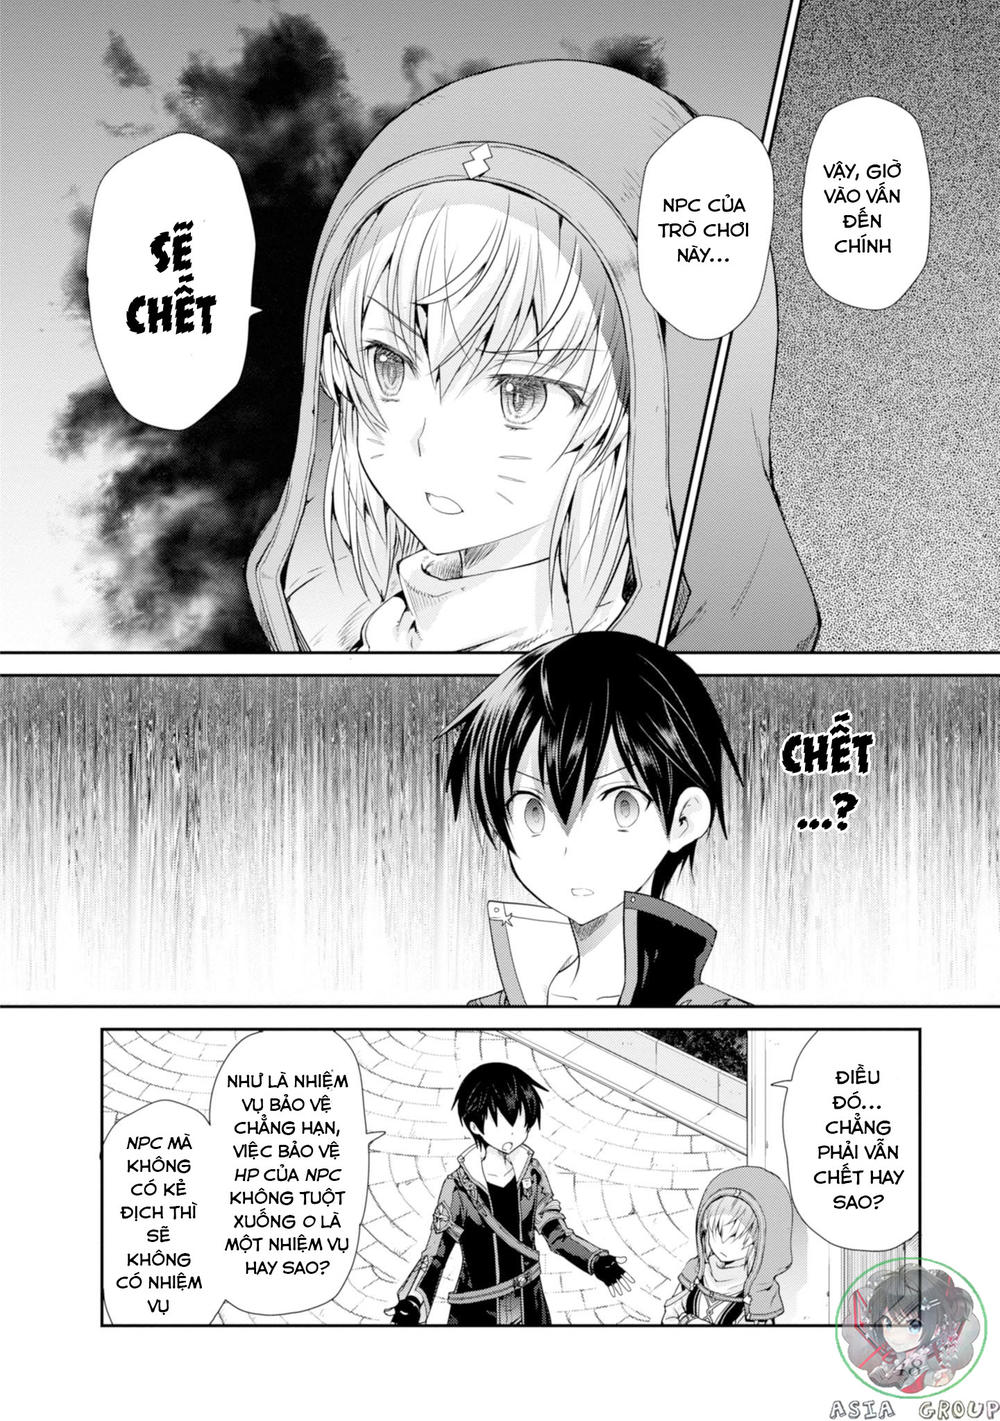 VẬY, GIỜ
VÀO VẤN
ĐẾN
CHÍNH
NPC CỦA
TRÒ CHƠI
NÀY...
SẼ
CHẾT
CHẾT
...?
ĐIỀU
ĐÓ...
CHẲNG
PHẢI VẪN
CHẾT HAY
SAO?
NHƯ LÀ NHIỆM
VỤ BẢO VỆ
CHẲNG HẠN,
VIỆC BẢO VỆ
HP CỦA NPC
KHÔNG TUỘT
XUỐNG 0 LÀ
MỘT NHIỆM VỤ
HAY SAO?
NPC MÀ
KHÔNG
CÓ KẺ
ĐỊCH THÌ
SẼ
KHÔNG
CÓ NHIỆM
VỤ
48
ASIA GROUP